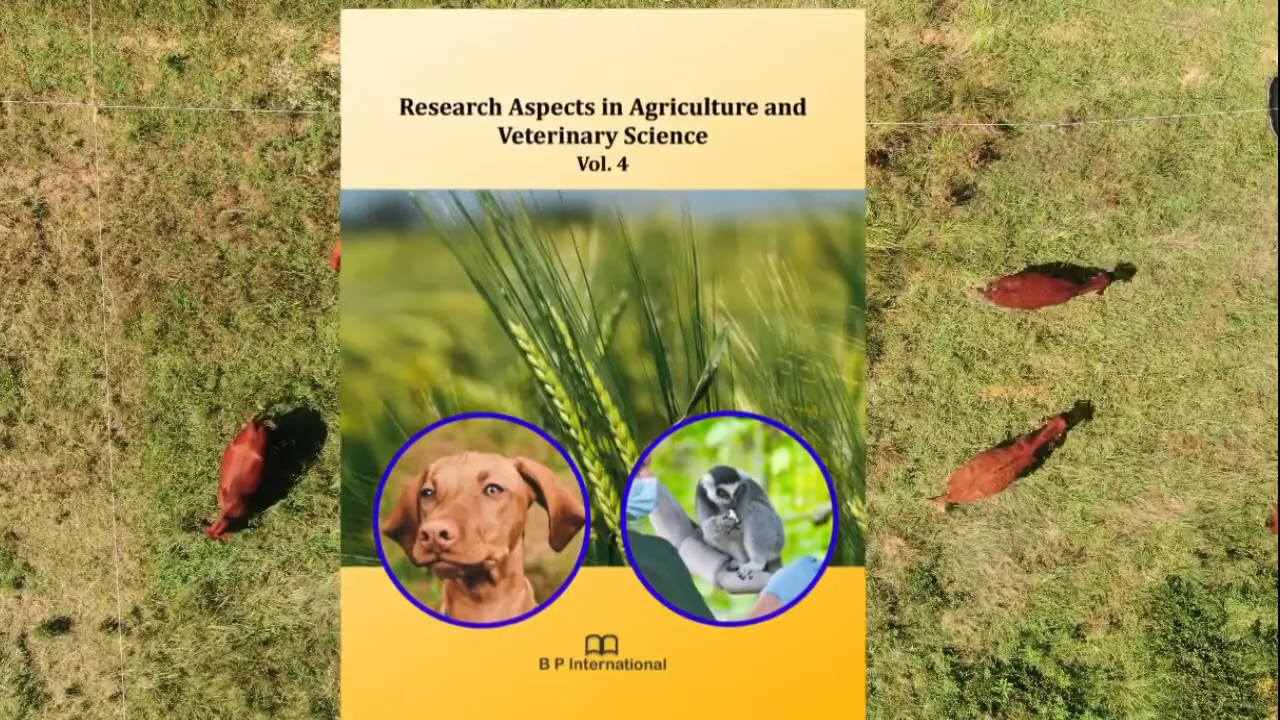 Research Aspects in Agriculture and
Veterinary Science
Vol. 4
B P International